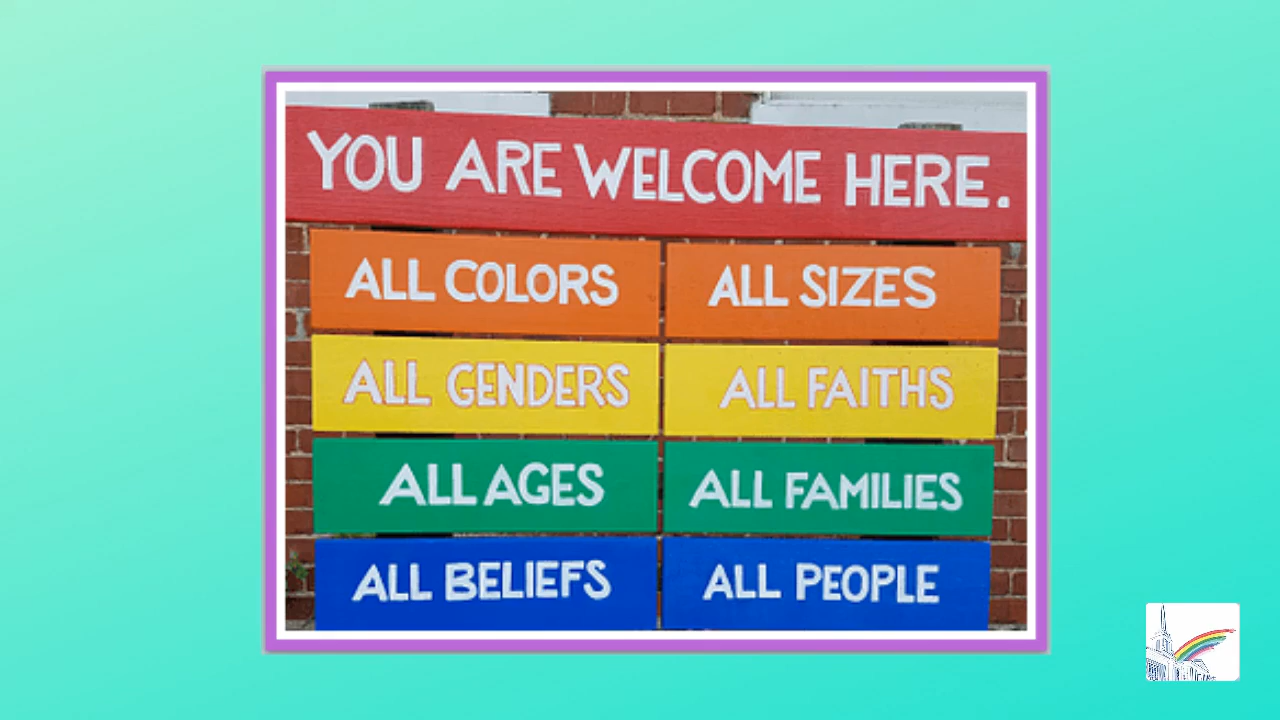 YOU ARE WELCOME HERE.
ALL COLORS
ALL SIZES
ALL GENDERS
ALL FAITHS
ALL AGES
ALL FAMILIES
ALL BELIEFS
ALL PEOPLE